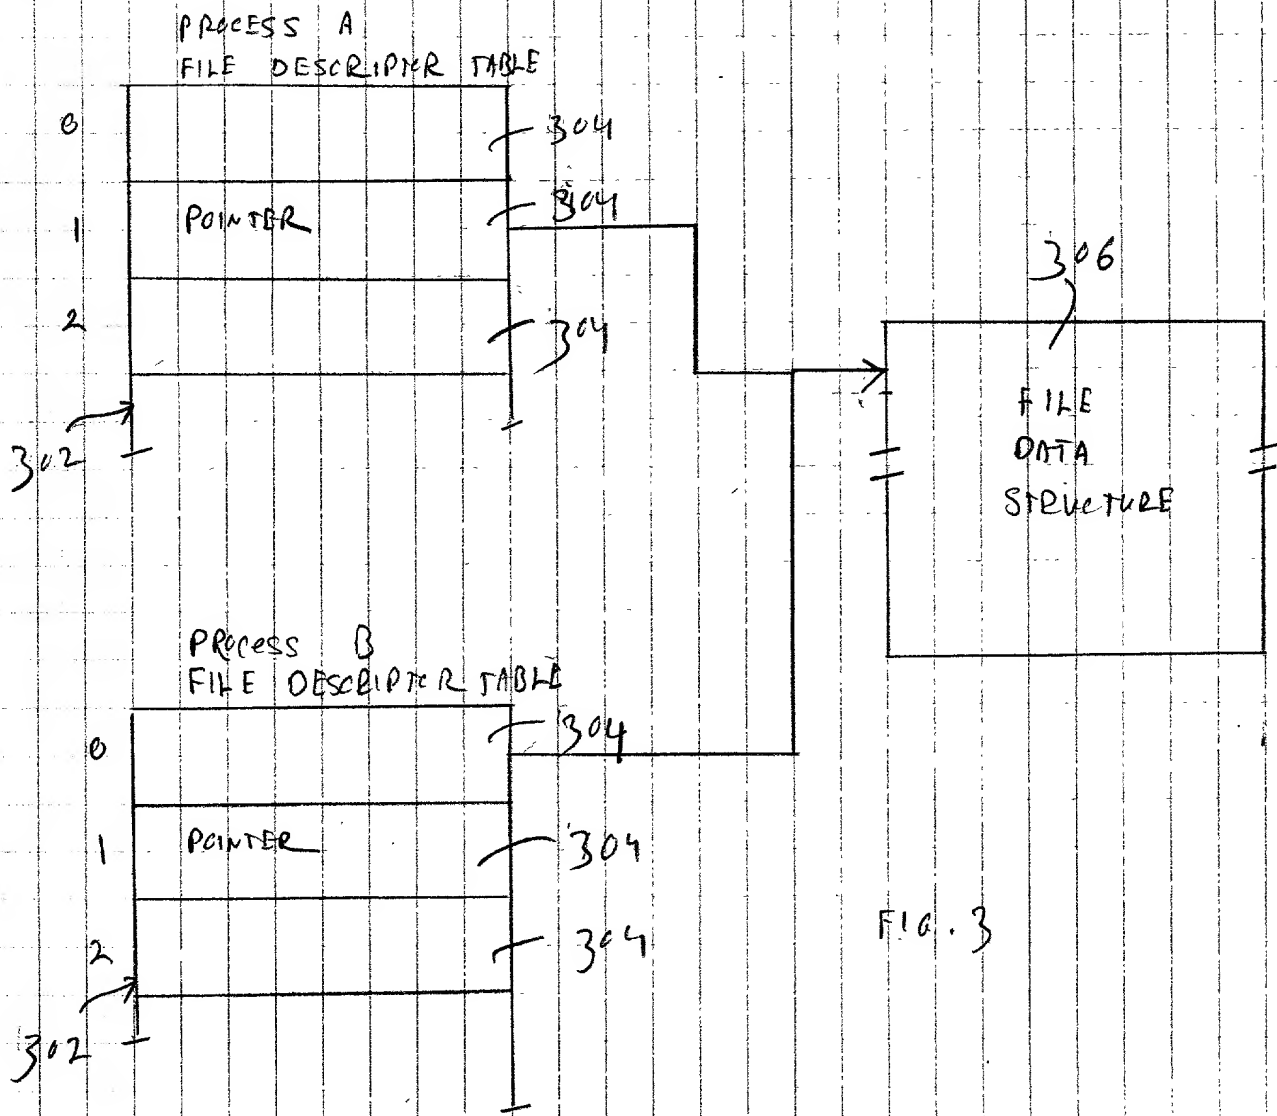 PROCESS A
FILE DESCRIPTOR TABLE
0
304
1
POINTER
304
2
304
302
306
FILE
DATA
STRUCTURE
PROCESS B
FILE DESCRIPTOR TABLE
0
304
1
POINTER
304
2
304
302
FIG. 3